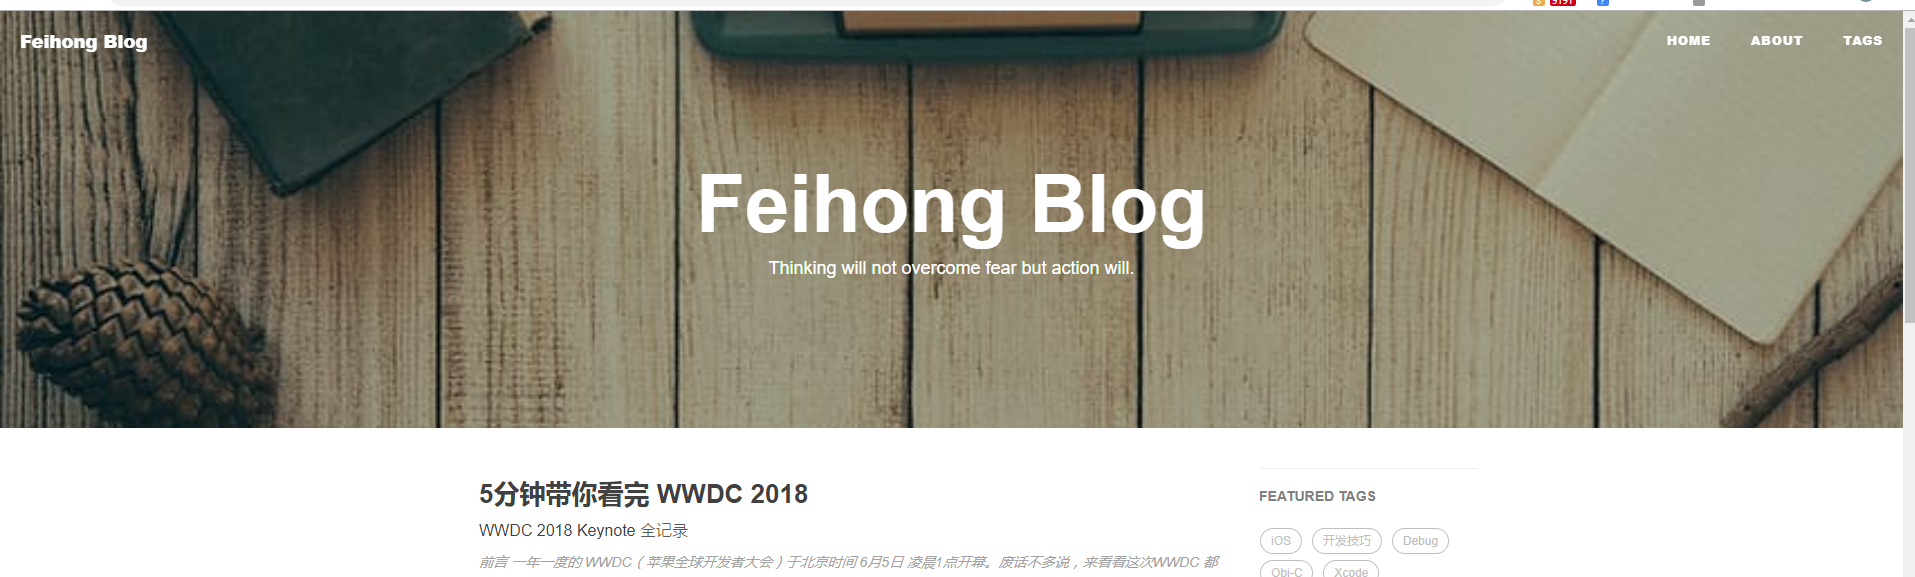 9191
Feihong Blog
HOME ABOUT TAGS
Feihong Blog
Thinking will not overcome fear but action will.
5分钟带你看完 WWDC 2018
WWDC 2018 Keynote 全记录
前言 一年一度的 WWDC（苹果全球开发者大会）于北京时间 6月5日 凌晨1点开幕。废话不多说，来看看这次WWDC 都
FEATURED TAGS
iOS 开发技巧 Debug
Obj-C Xcode